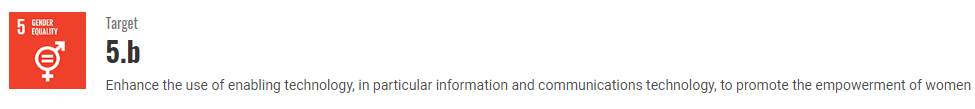 5 GENDER
EQUALITY
Target
5.b
Enhance the use of enabling technology, in particular information and communications technology, to promote the empowerment of women